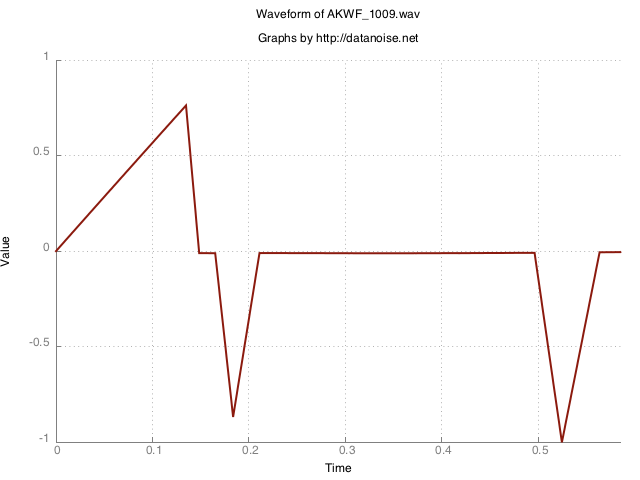 Waveform of AKWF_1009.wav
Graphs by http://datanoise.net
1
0.5
0
-0.5
-1
Value
0 0.1 0.2 0.3 0.4 0.5
Time